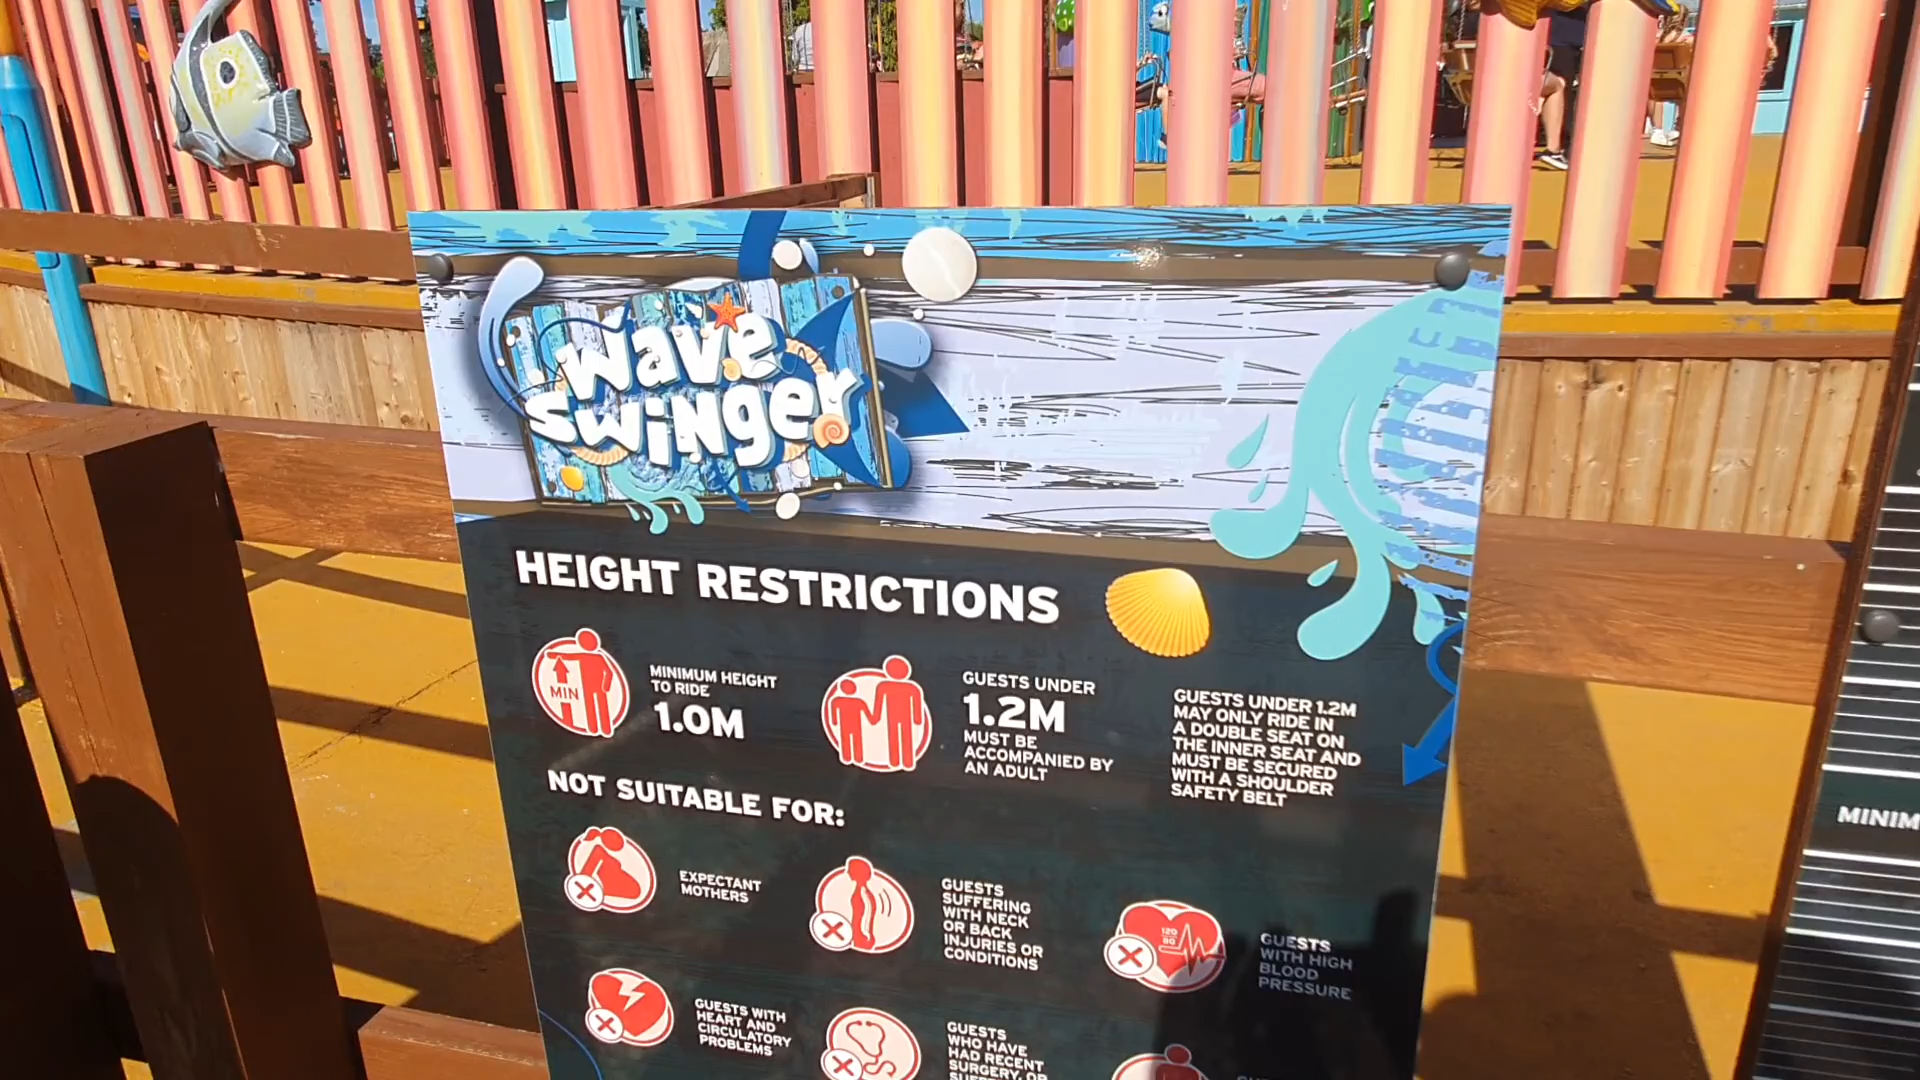 Wave
Swinger
HEIGHT RESTRICTIONS
MIN
MINIMUM HEIGHT
TO RIDE
1.0M
GUESTS UNDER
1.2M
MUST BE
ACCOMPANIED BY
AN ADULT
GUESTS UNDER 1.2M
MAY ONLY RIDE IN
A DOUBLE SEAT ON
THE INNER SEAT AND
MUST BE SECURED
WITH A SHOULDER
SAFETY BELT
NOT SUITABLE FOR:
EXPECTANT
MOTHERS
GUESTS
SUFFERING
WITH NECK
OR BACK
INJURIES OR
CONDITIONS
120
80
GUESTS
WITH HIGH
BLOOD
PRESSURE
GUESTS WITH
HEART AND
CIRCULATORY
PROBLEMS
GUESTS
WHO HAVE
HAD RECENT
SURGERY, OR
MINIM